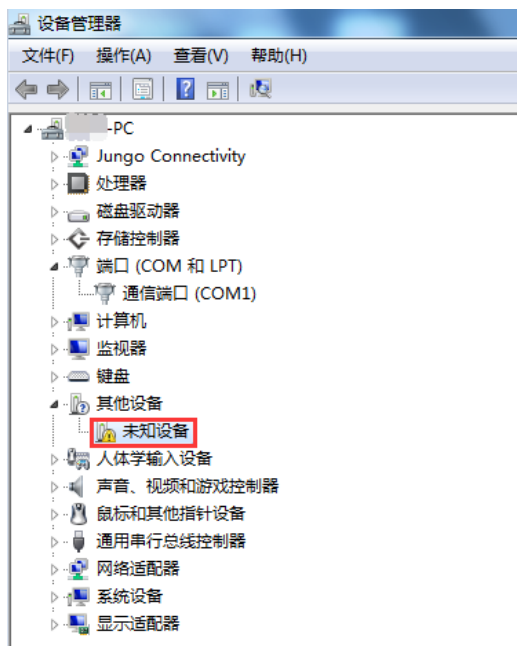 设备管理器
文件(F) 操作(A) 查看(V) 帮助(H)
-PC
Jungo Connectivity
处理器
磁盘驱动器
存储控制器
端口 (COM 和 LPT)
通信端口 (COM1)
计算机
监视器
键盘
其他设备
未知设备
人体学输入设备
声音、视频和游戏控制器
鼠标和其他指针设备
通用串行总线控制器
网络适配器
系统设备
显示适配器